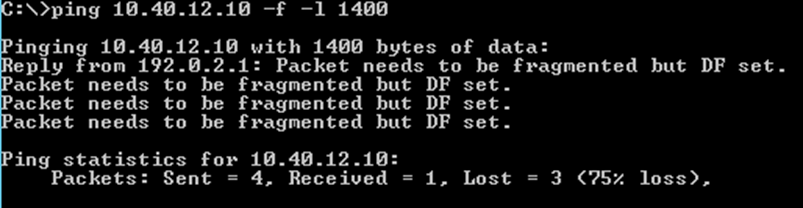 C:\>ping 10.40.12.10 -f -l 1400
Pinging 10.40.12.10 with 1400 bytes of data:
Reply from 192.0.2.1: Packet needs to be fragmented but DF set.
Packet needs to be fragmented but DF set.
Packet needs to be fragmented but DF set.
Packet needs to be fragmented but DF set.
Ping statistics for 10.40.12.10:
Packets: Sent = 4, Received = 1, Lost = 3 (75% loss),